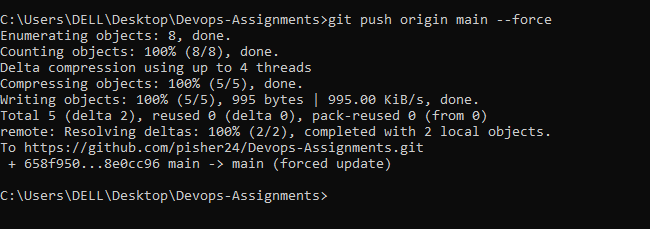 C:\Users\DELL\Desktop\Devops-Assignments>git push origin main --force
Enumerating objects: 8, done.
Counting objects: 100% (8/8), done.
Delta compression using up to 4 threads
Compressing objects: 100% (5/5), done.
Writing objects: 100% (5/5), 995 bytes | 995.00 KiB/s, done.
Total 5 (delta 2), reused 0 (delta 0), pack-reused 0 (from 0)
remote: Resolving deltas: 100% (2/2), completed with 2 local objects.
To https://github.com/pisher24/Devops-Assignments.git
 + 658f950...8e0cc96 main -> main (forced update)
C:\Users\DELL\Desktop\Devops-Assignments>